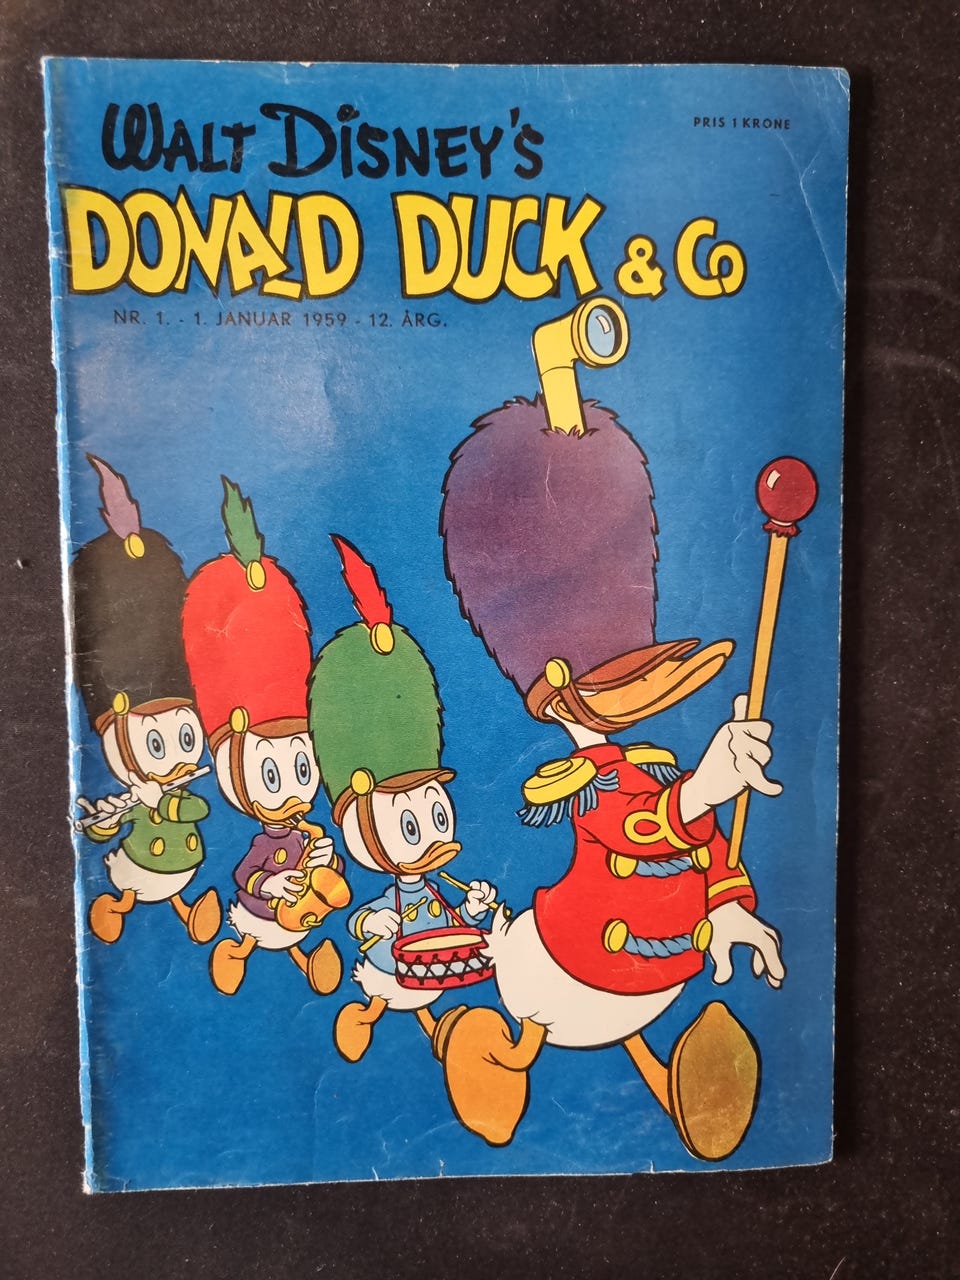 WALT DISNEY'S
PRIS 1 KRONE
DONALD DUCK & Co
NR. 1. - 1. JANUAR 1959 - 12. ÅRG.